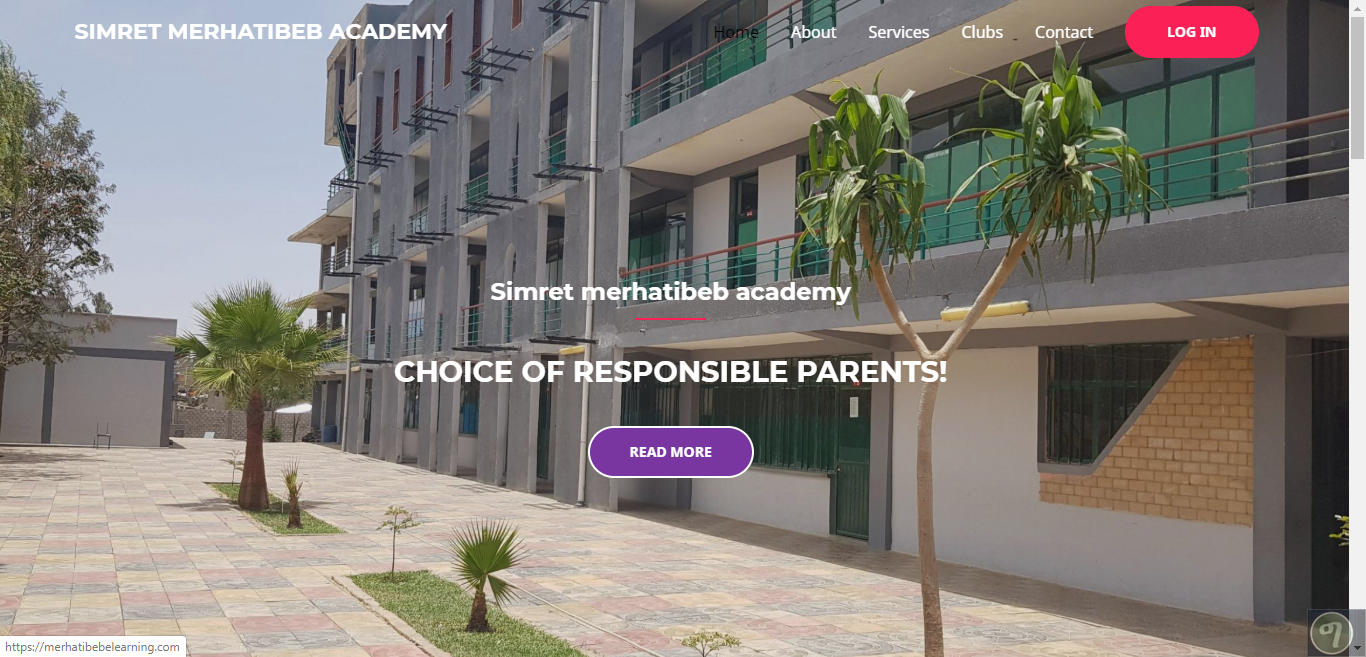 SIMRET MERHATIBEB ACADEMY
Home About Services Clubs Contact LOG IN
Simret merhatibeb academy
CHOICE OF RESPONSIBLE PARENTS!
READ MORE
https://merhatibebelearning.com